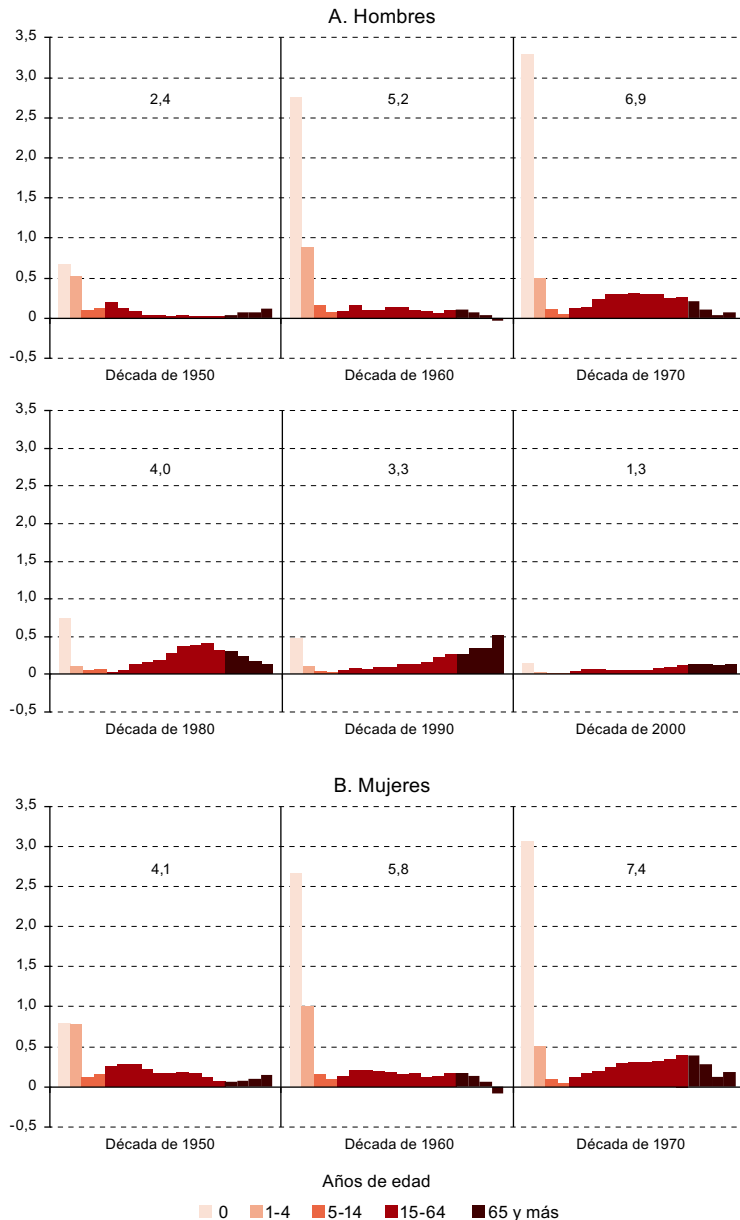 A. Hombres
3,5
3,0
2,5
2,0
1,5
1,0
0,5
0
-0,5
2,4
5,2
6,9
Década de 1950
Década de 1960
Década de 1970
3,5
3,0
2,5
2,0
1,5
1,0
0,5
0
-0,5
4,0
3,3
1,3
Década de 1980
Década de 1990
Década de 2000
B. Mujeres
3,5
3,0
2,5
2,0
1,5
1,0
0,5
0
-0,5
4,1
5,8
7,4
Década de 1950
Década de 1960
Década de 1970
Años de edad
0 1-4 5-14 15-64 65 y más